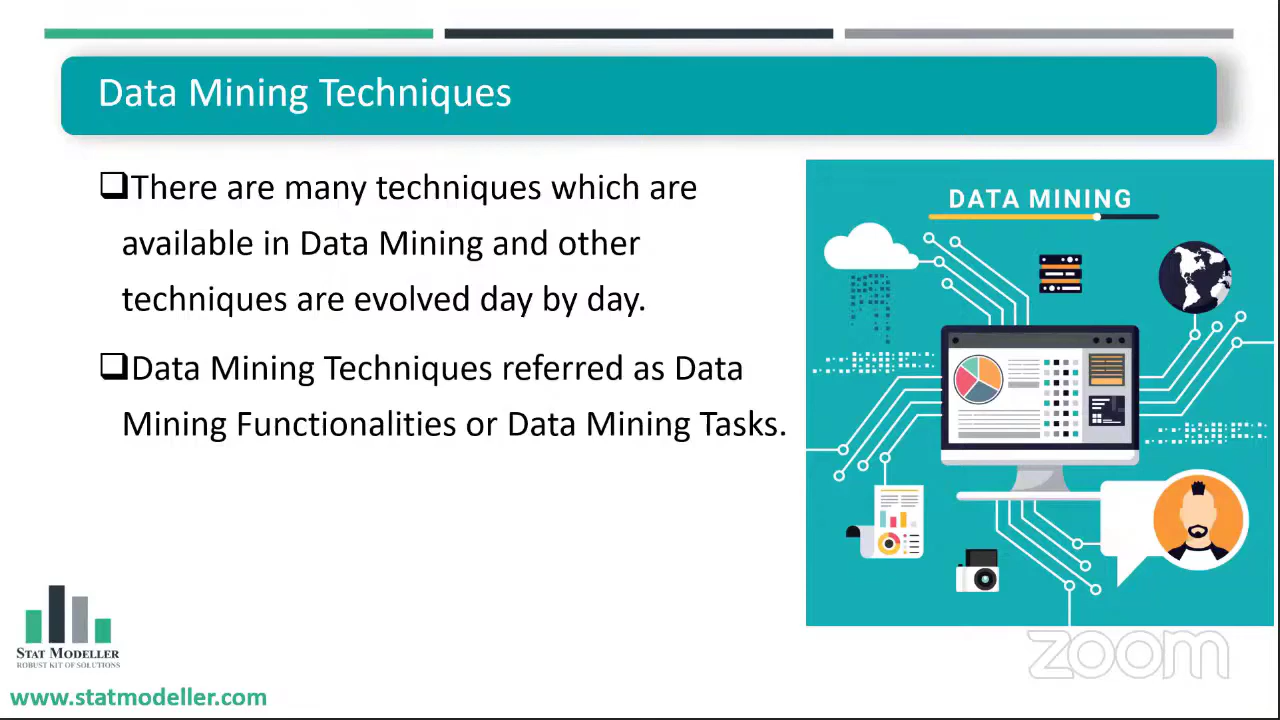 Data Mining Techniques
There are many techniques which are
available in Data Mining and other
techniques are evolved day by day.
Data Mining Techniques referred as Data
Mining Functionalities or Data Mining Tasks.
DATA MINING
STAT MODELLER
ROBUST KIT OF SOLUTIONS
www.statmodeller.com
zoom